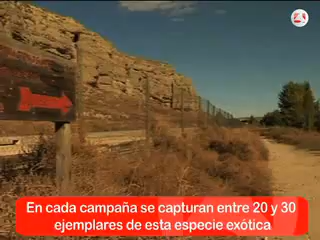 En cada campaña se capturan entre 20 y 30
ejemplares de esta especie exótica